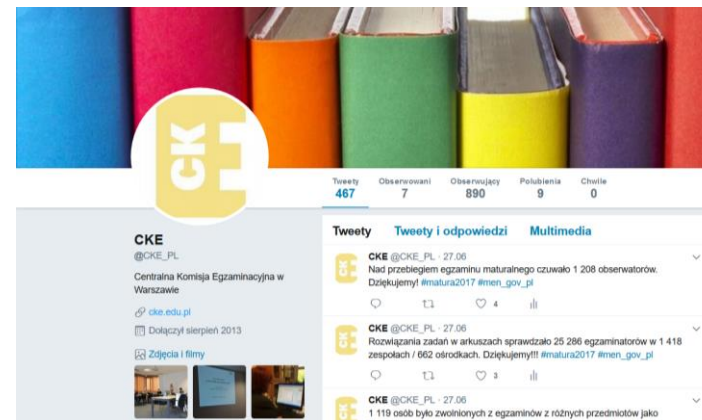 CKE
Tweety Obserwowani Obserwujący Polubienia Chwile
467 7 890 9 0
CKE
@CKE_PL
Centralna Komisja Egzaminacyjna w
Warszawie
cke.edu.pl
Dołączył sierpień 2013
Zdjęcia i filmy
Tweety Tweety i odpowiedzi Multimedia
CKE @CKE_PL · 27.06
Nad przebiegiem egzaminu maturalnego czuwało 1 208 obserwatorów.
Dziękujemy! #matura2017 #men_gov_pl
4
CKE @CKE_PL · 27.06
Rozwiązania zadań w arkuszach sprawdzało 25 286 egzaminatorów w 1 418
zespołach / 662 ośrodkach. Dziękujemy!!! #matura2017 #men_gov_pl
3
CKE @CKE_PL · 27.06
1 119 osób było zwolnionych z egzaminów z różnych przedmiotów jako